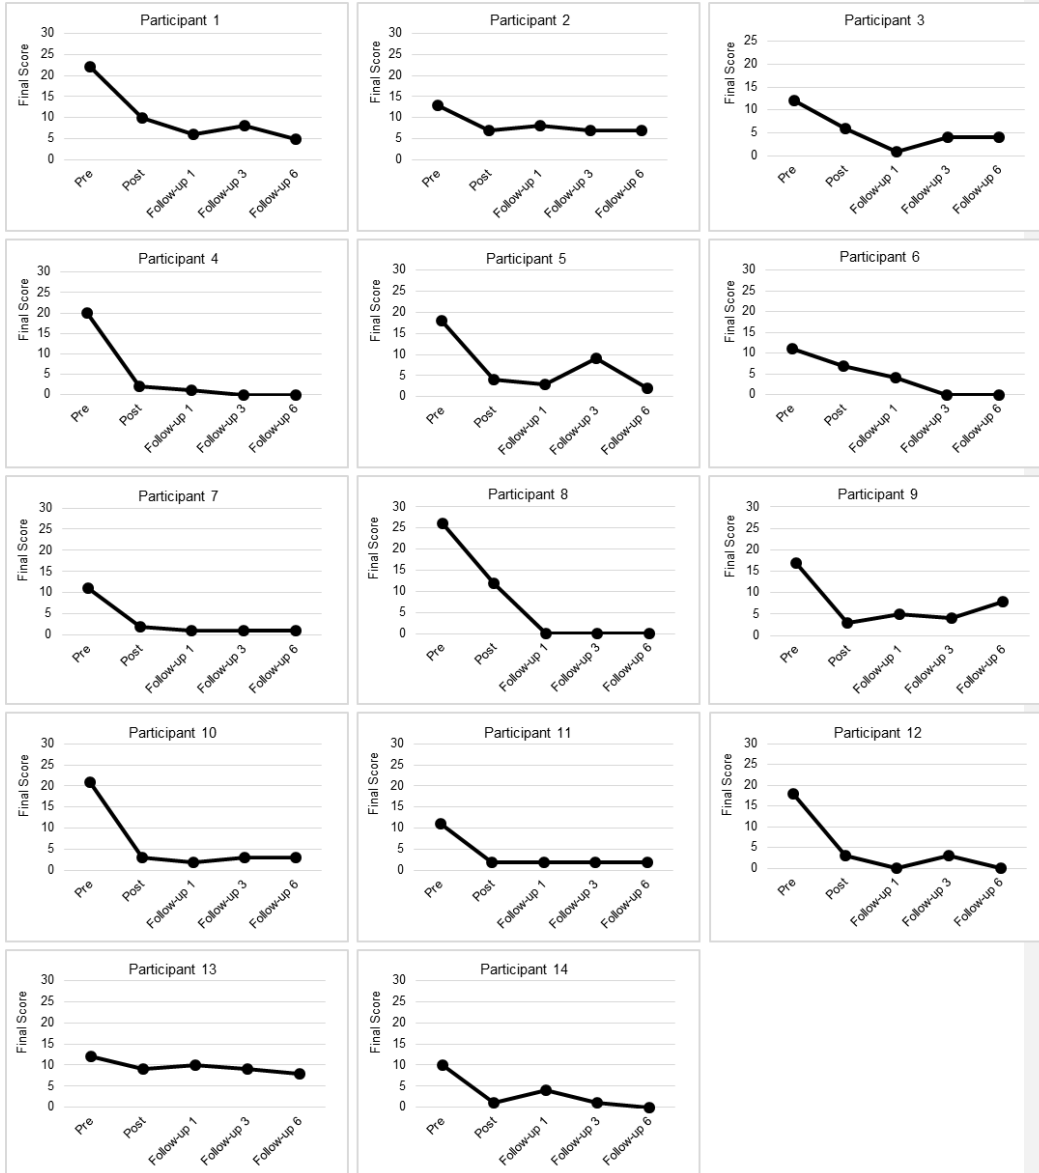 Participant 1
Final Score
30
25
20
15
10
5
0
Pre
Post
Follow-up 1
Follow-up 3
Follow-up 6
Participant 2
Final Score
30
25
20
15
10
5
0
Pre
Post
Follow-up 1
Follow-up 3
Follow-up 6
Participant 3
Final Score
25
20
15
10
5
0
Pre
Post
Follow-up 1
Follow-up 3
Follow-up 6
Participant 4
Final Score
30
25
20
15
10
5
0
Pre
Post
Follow-up 1
Follow-up 3
Follow-up 6
Participant 5
Final Score
30
25
20
15
10
5
0
Pre
Post
Follow-up 1
Follow-up 3
Follow-up 6
Participant 6
Final Score
30
25
20
15
10
5
0
Pre
Post
Follow-up 1
Follow-up 3
Follow-up 6
Participant 7
Final Score
30
25
20
15
10
5
0
Pre
Post
Follow-up 1
Follow-up 3
Follow-up 6
Participant 8
Final Score
30
25
20
15
10
5
0
Pre
Post
Follow-up 1
Follow-up 3
Follow-up 6
Participant 9
Final Score
30
25
20
15
10
5
0
Pre
Post
Follow-up 1
Follow-up 3
Follow-up 6
Participant 10
Final Score
30
25
20
15
10
5
0
Pre
Post
Follow-up 1
Follow-up 3
Follow-up 6
Participant 11
Final Score
30
25
20
15
10
5
0
Pre
Post
Follow-up 1
Follow-up 3
Follow-up 6
Participant 12
Final Score
30
25
20
15
10
5
0
Pre
Post
Follow-up 1
Follow-up 3
Follow-up 6
Participant 13
Final Score
30
25
20
15
10
5
0
Pre
Post
Follow-up 1
Follow-up 3
Follow-up 6
Participant 14
Final Score
30
25
20
15
10
5
0
Pre
Post
Follow-up 1
Follow-up 3
Follow-up 6